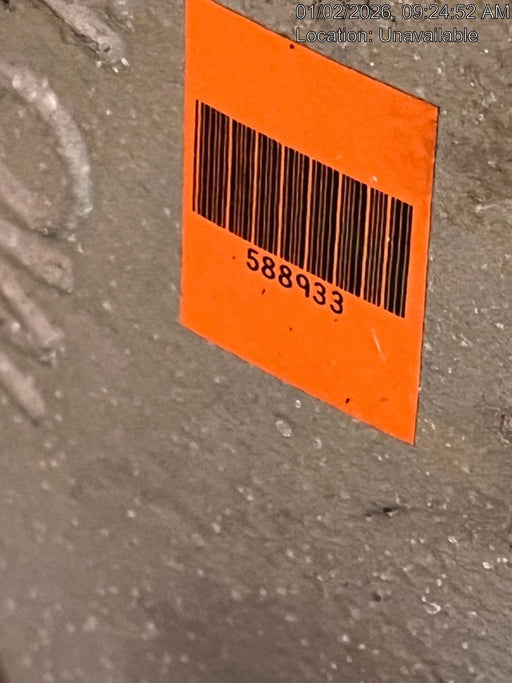 01/02/2026, 09:24:52 AM
Location: Unavailable
588933